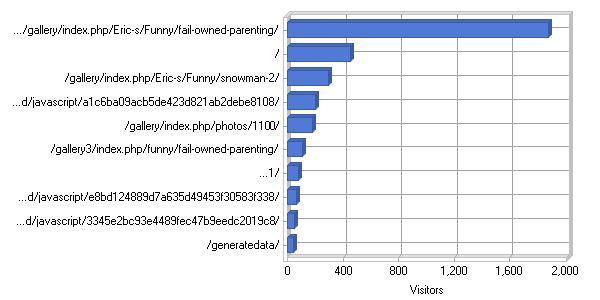 .../gallery/index.php/Eric-s/Funny/fail-owned-parenting/
/
/gallery/index.php/Eric-s/Funny/snowman-2/
...d/javascript/a1c6ba09acb5de423d821ab2debe8108/
/gallery/index.php/photos/1100/
/gallery3/index.php/funny/fail-owned-parenting/
...1/
...d/javascript/e8bd124889d7a635d49453f30583f338/
...d/javascript/3345e2bc93e4489fec47b9eedc2019c8/
/generatedata/
0 400 800 1,200 1,600 2,000
Visitors